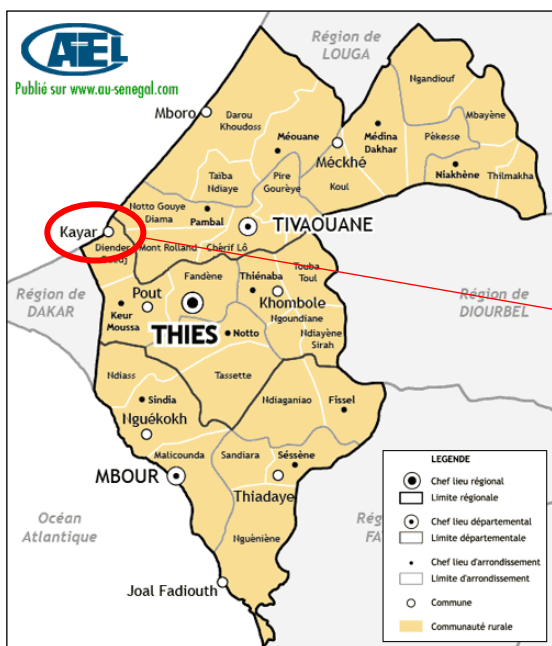 ATEL
Publié sur www.au-senegal.com
Région de
LOUGA
Ngandiouf
Mboro
Darou
Khoudoss
Mbayène
Méouane
Médina
Dakhar
Pèkesse
Méckhé
Taïba
Ndiaye
Pire
Gourèye
Koul
Niakhène
Thilmakha
Notto Gouye
Diama
Pambal
TIVAOUANE
Kayar
Diender
Mont Rolland
Chérif Lô
Région de
DAKAR
Fandène
Touba
Toul
Thiénaba
Région de
DIOURBEL
Pout
Khombole
Keur
Moussa
THIES
Notto
Ngoundiane
Ndiayène
Sirah
Ndiass
Tassette
Ndiaganiao
Fissel
Sindia
Nguékokh
Malicounda
Sandiara
Séssène
MBOUR
Thiadaye
Océan
Atlantique
Nguèniène
Joal Fadiouth
LEGENDE
Chef lieu régional
Limite régionale
Chef lieu départemental
Limite départementale
Chef lieu d'arrondissement
Limite d'arrondissement
Commune
Communauté rurale